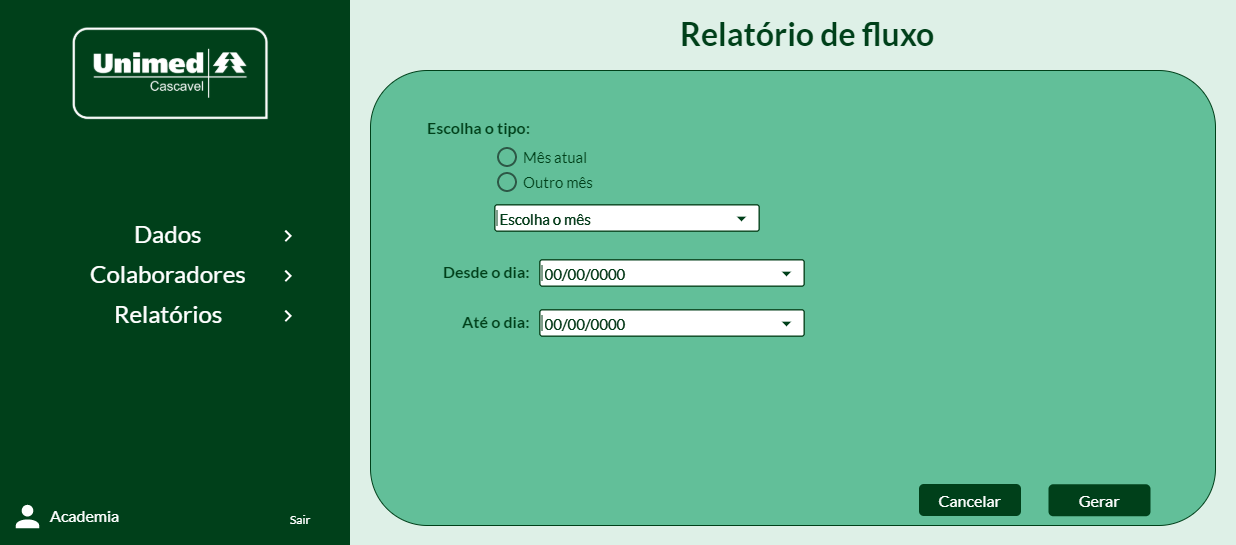 Unimed
Cascavel
Dados
Colaboradores
Relatórios
Academia
Sair
Relatório de fluxo
Escolha o tipo:
Mês atual
Outro mês
Escolha o mês
Desde o dia: 00/00/0000
Até o dia: 00/00/0000
Cancelar Gerar